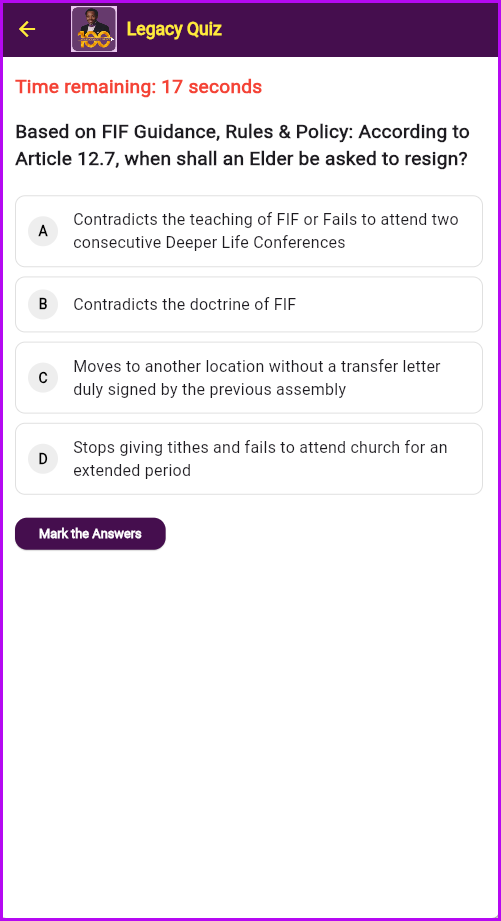 Legacy Quiz
100
Time remaining: 17 seconds
Based on FIF Guidance, Rules & Policy: According to
Article 12.7, when shall an Elder be asked to resign?
A
Contradicts the teaching of FIF or Fails to attend two
consecutive Deeper Life Conferences
B
Contradicts the doctrine of FIF
C
Moves to another location without a transfer letter
duly signed by the previous assembly
D
Stops giving tithes and fails to attend church for an
extended period
Mark the Answers